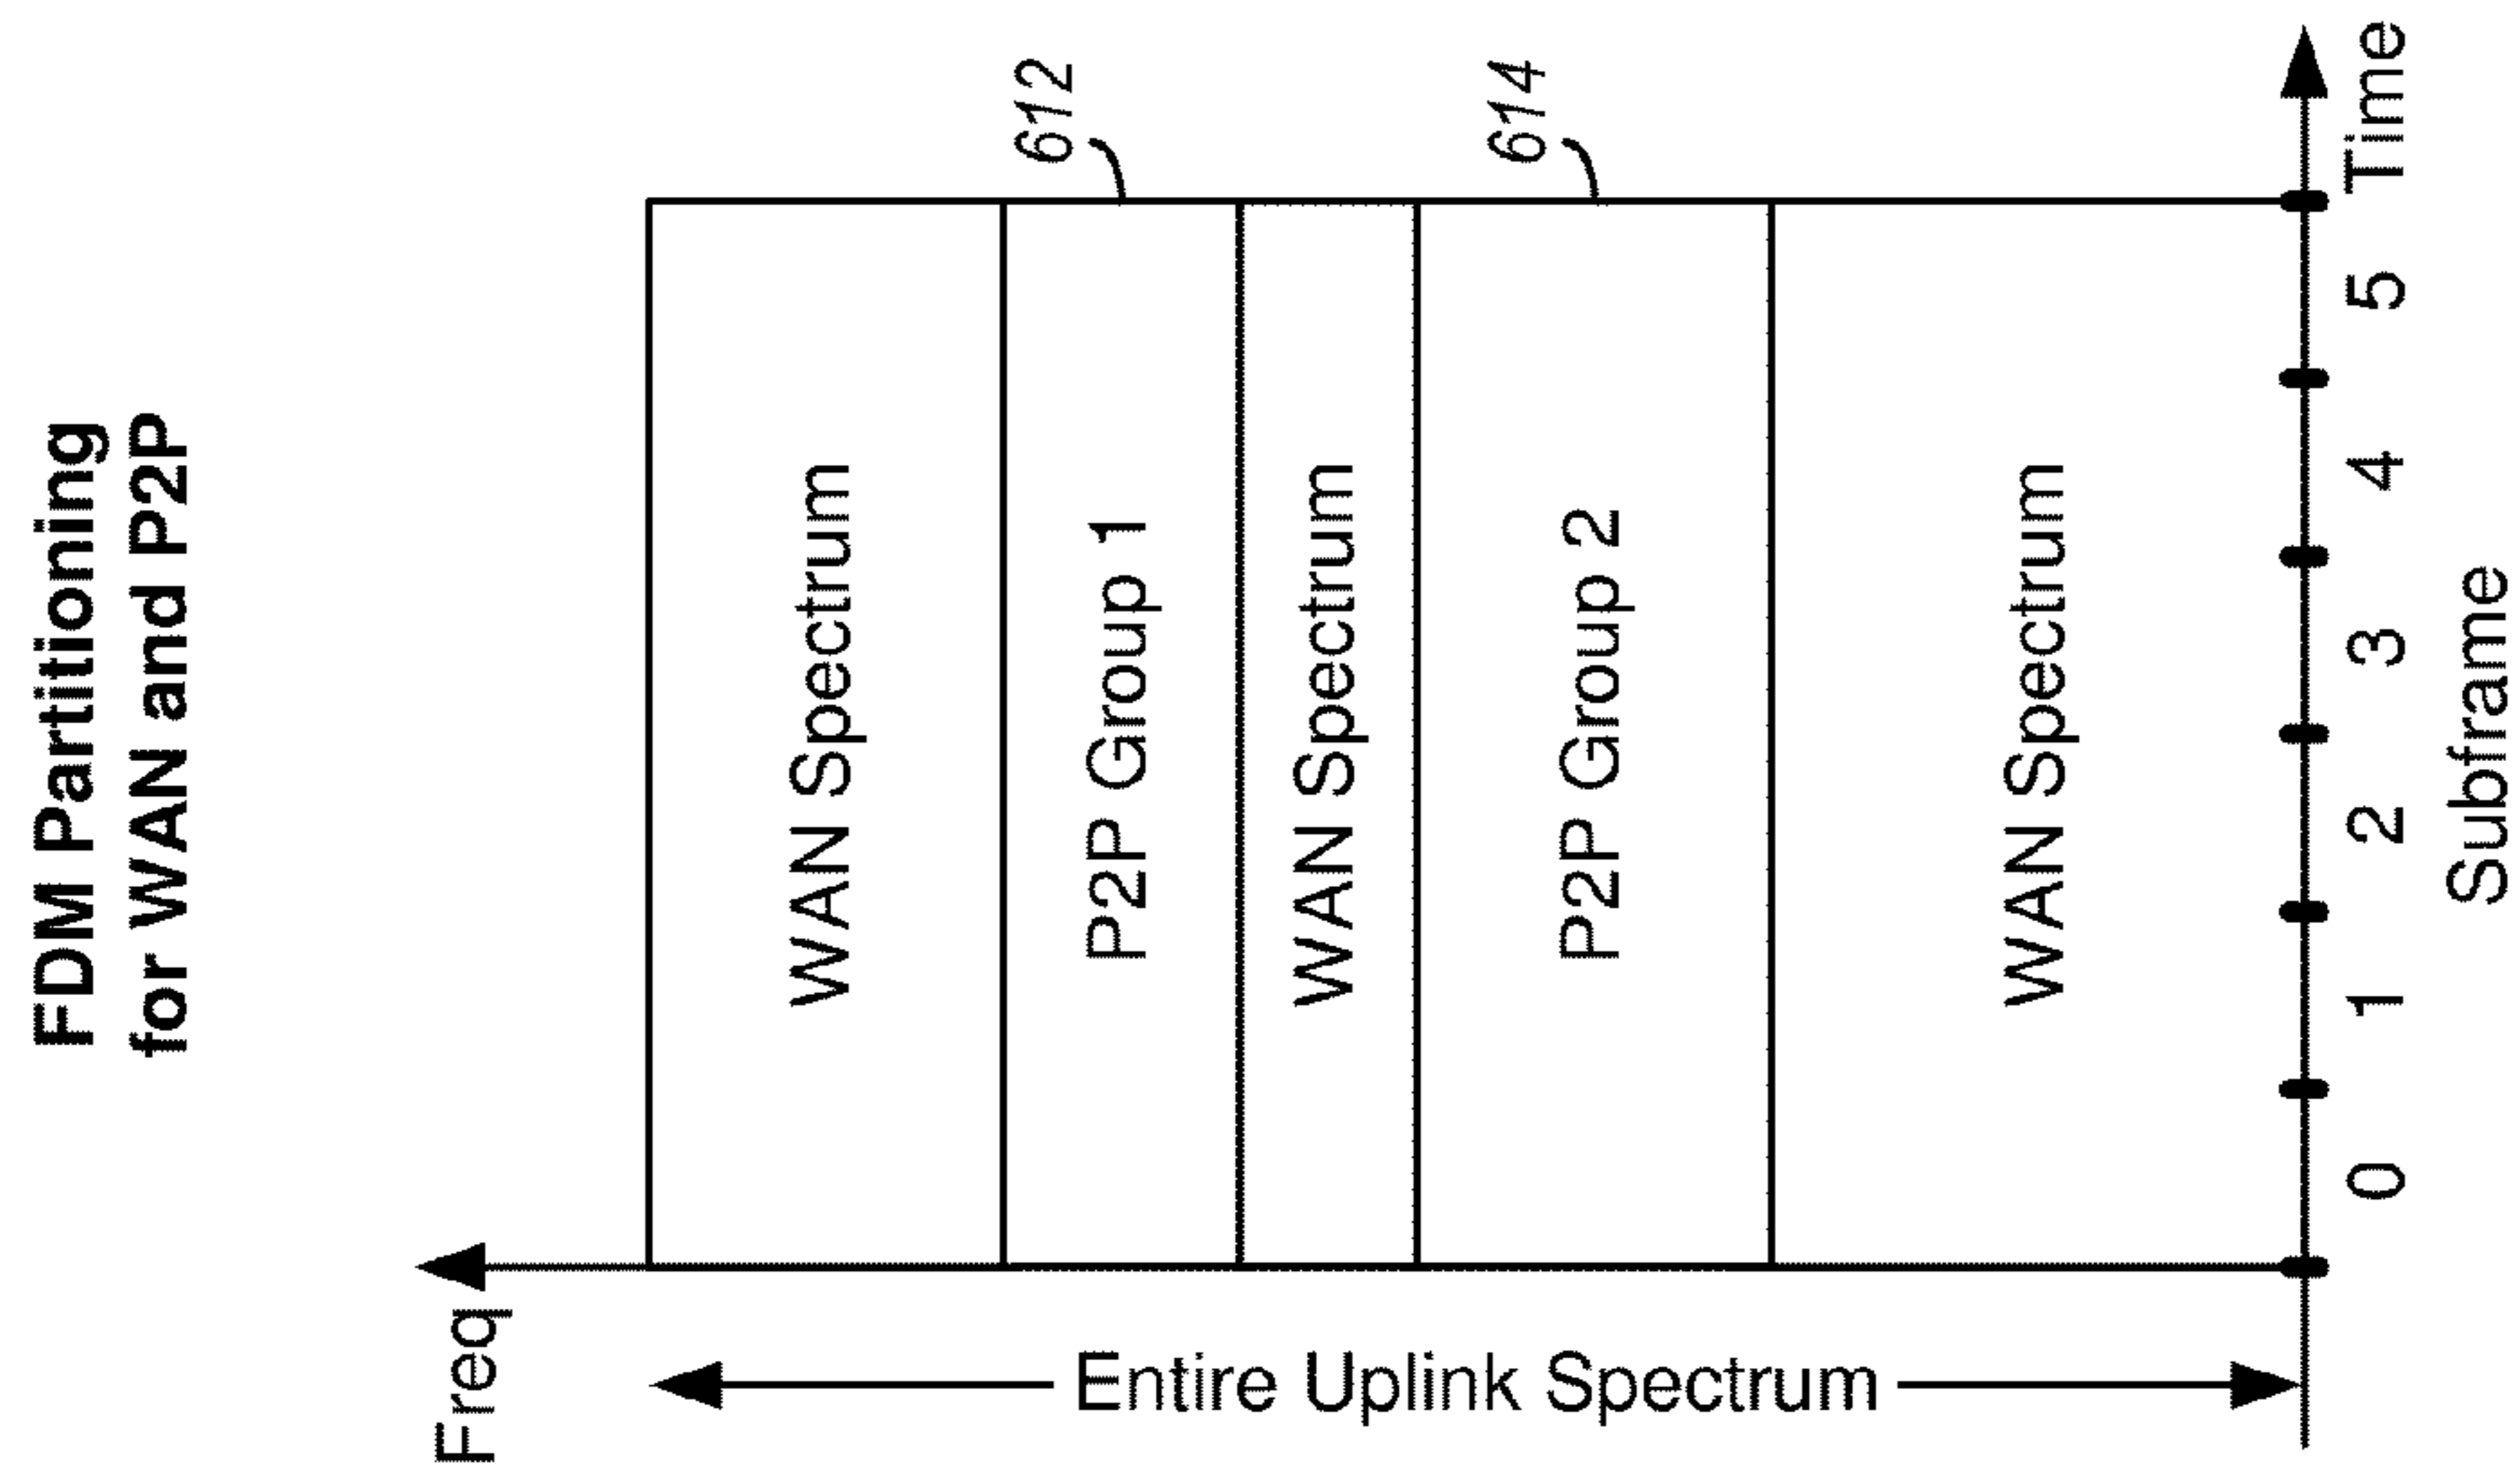 FDM Partitioning
for WAN and P2P
Freq
Entire Uplink Spectrum
WAN Spectrum
P2P Group 1
612
WAN Spectrum
P2P Group 2
614
WAN Spectrum
0 1 2 3 4 5 Time
Subframe